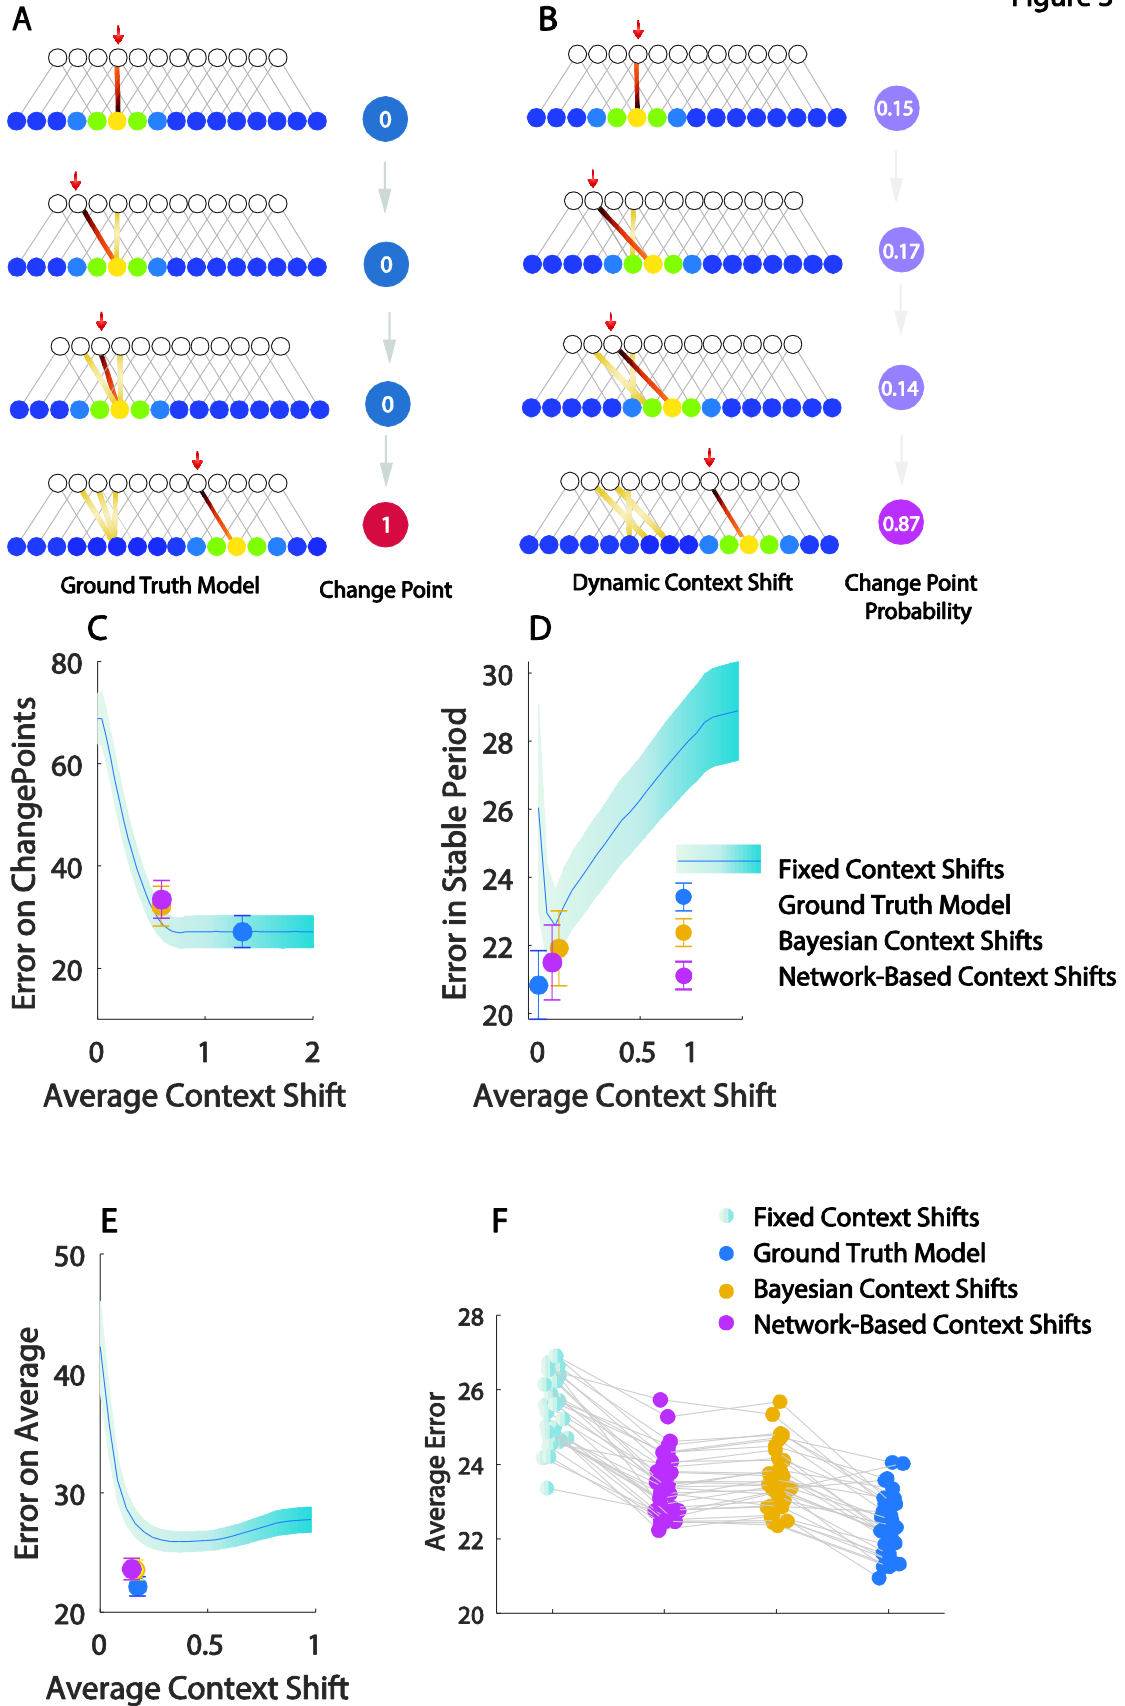 Figure 3
A
B
0
0.15
0
0.17
0
0.14
1
0.87
Ground Truth Model
Change Point
Dynamic Context Shift
Change Point
Probability
C
D
80
60
40
20
Error on ChangePoints
0 1 2
Average Context Shift
30
28
26
24
22
20
Error in Stable Period
0 0.5 1
Average Context Shift
Fixed Context Shifts
Ground Truth Model
Bayesian Context Shifts
Network-Based Context Shifts
E
F
50
40
30
20
Error on Average
0 0.5 1
Average Context Shift
Fixed Context Shifts
Ground Truth Model
Bayesian Context Shifts
Network-Based Context Shifts
28
26
24
22
20
Average Error